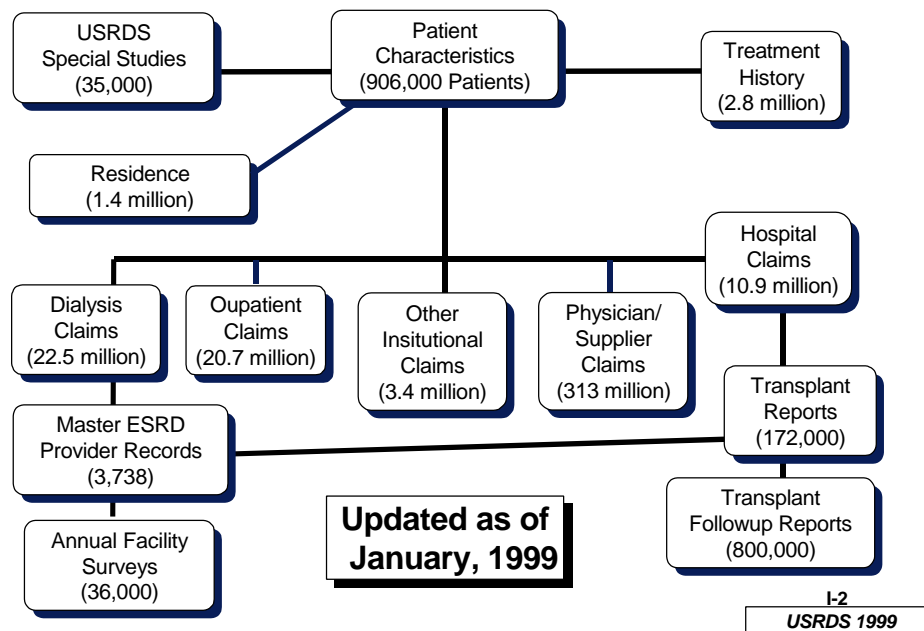 USRDS
Special Studies
(35,000)
Patient
Characteristics
(906,000 Patients)
Treatment
History
(2.8 million)
Residence
(1.4 million)
Hospital
Claims
(10.9 million)
Dialysis
Claims
(22.5 million)
Oupatient
Claims
(20.7 million)
Other
Insitutional
Claims
(3.4 million)
Physician/
Supplier
Claims
(313 million)
Transplant
Reports
(172,000)
Master ESRD
Provider Records
(3,738)
Transplant
Followup Reports
(800,000)
Annual Facility
Surveys
(36,000)
Updated as of
January, 1999
I-2
USRDS 1999